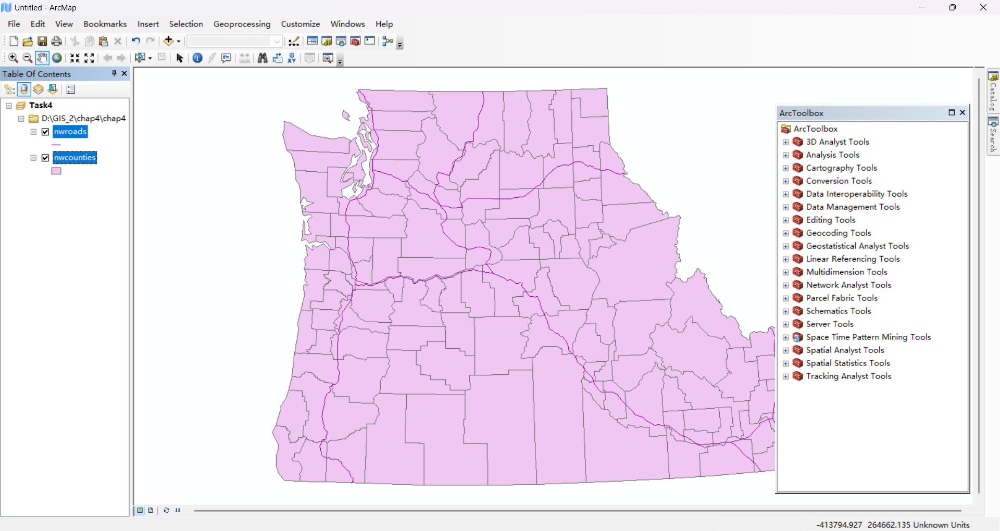 Untitled - ArcMap
File Edit View Bookmarks Insert Selection Geoprocessing Customize Windows Help
Table Of Contents
Task4
D:\GIS_2\chap4\chap4
nwroads
nwcounties
ArcToolbox
ArcToolbox
3D Analyst Tools
Analysis Tools
Cartography Tools
Conversion Tools
Data Interoperability Tools
Data Management Tools
Editing Tools
Geocoding Tools
Geostatistical Analyst Tools
Linear Referencing Tools
Multidimension Tools
Network Analyst Tools
Parcel Fabric Tools
Schematics Tools
Server Tools
Space Time Pattern Mining Tools
Spatial Analyst Tools
Spatial Statistics Tools
Tracking Analyst Tools
Catalog
Search
-413794.927 264662.135 Unknown Units